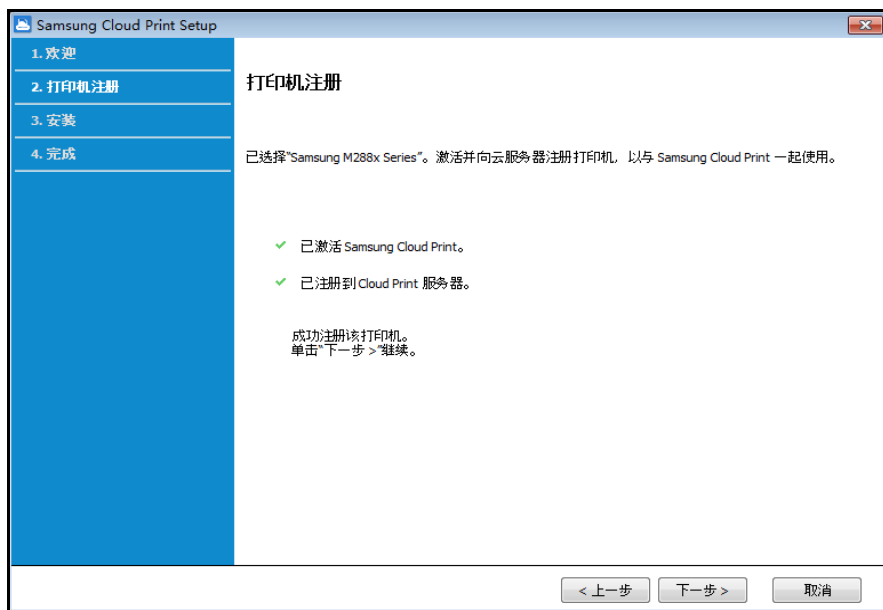 Samsung Cloud Print Setup
1. 欢迎
2. 打印机注册
3. 安装
4. 完成
打印机注册
已选择"Samsung M288x Series"。激活并向云服务器注册打印机, 以与 Samsung Cloud Print 一起使用。
已激活 Samsung Cloud Print。
已注册到 Cloud Print 服务器。
成功注册该打印机。
单击"下一步 >"继续。
< 上一步
下一步 >
取消